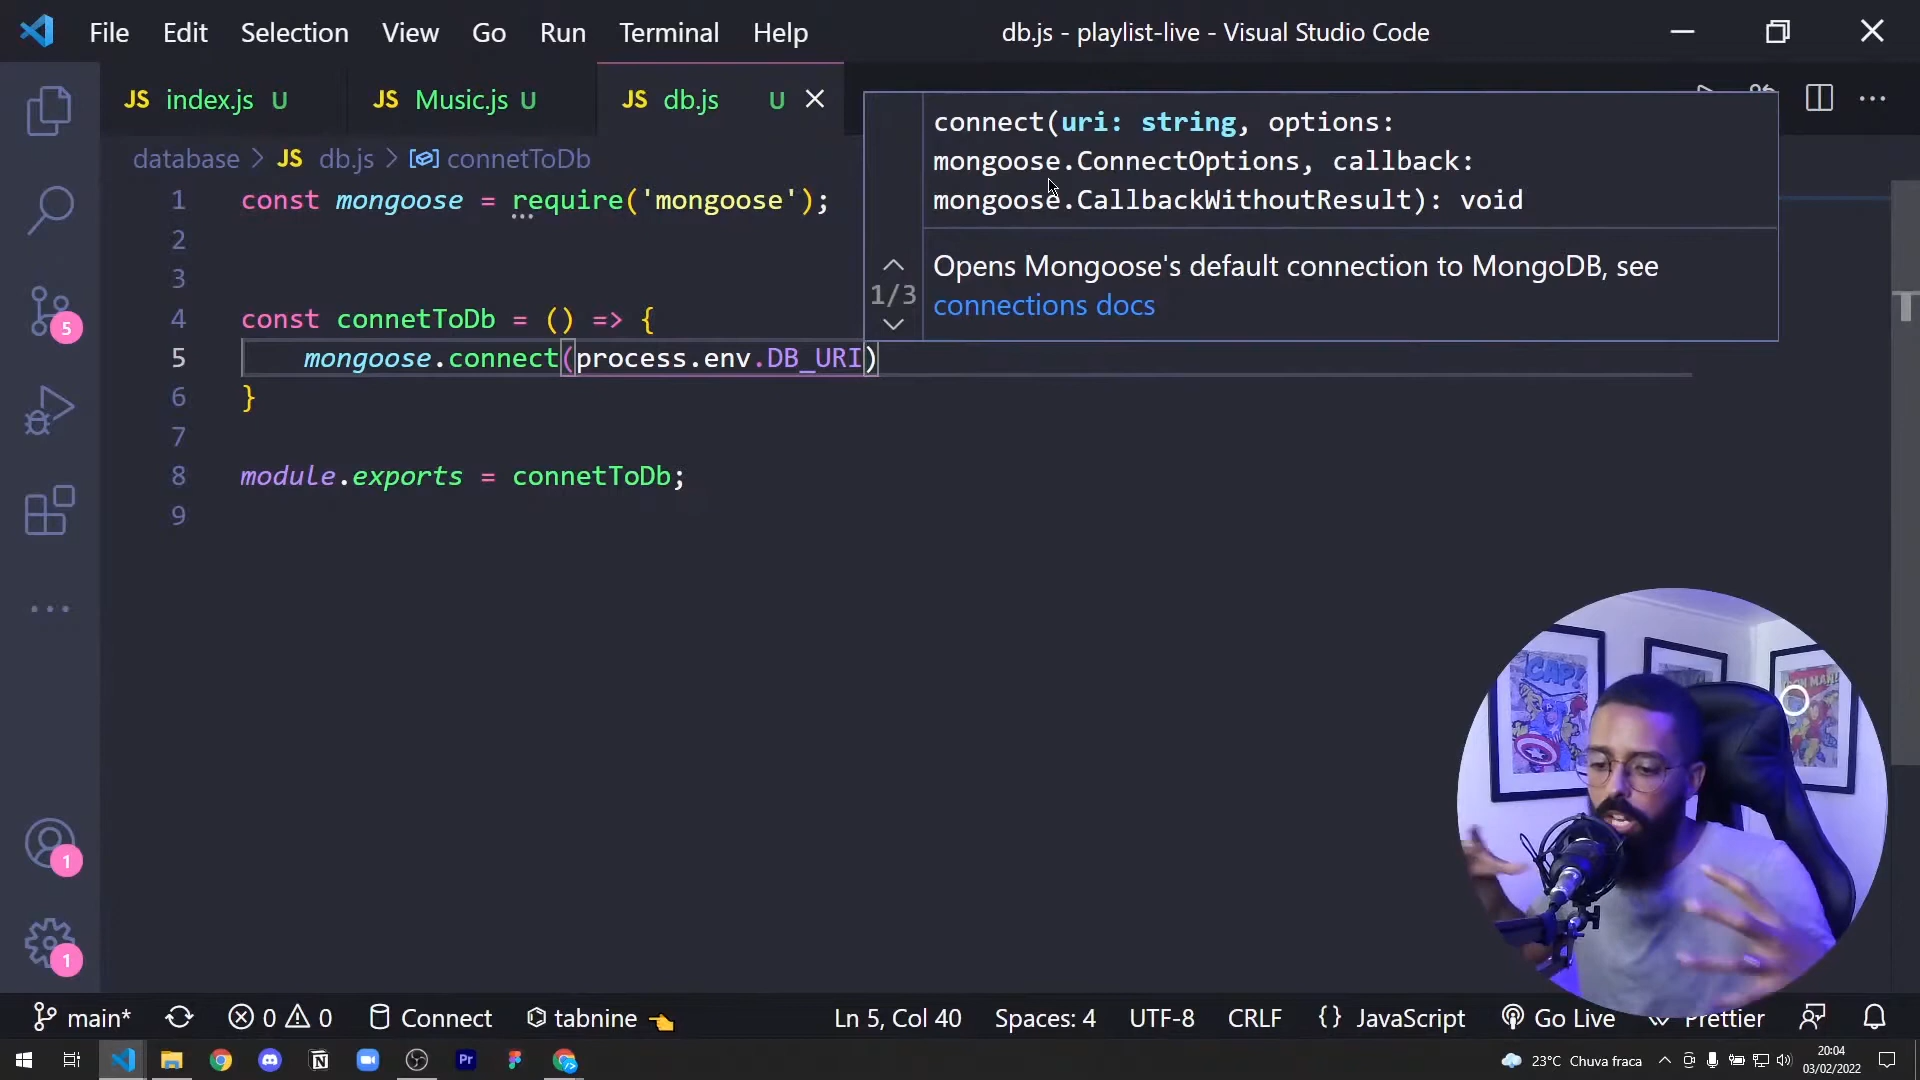 File Edit Selection View Go Run Terminal Help db.js - playlist-live - Visual Studio Code
JS index.js U JS Music.js U JS db.js U
database > JS db.js > connetToDb
connect(uri: string, options:
mongoose.ConnectOptions, callback:
mongoose.CallbackWithoutResult): void
1/3
Opens Mongoose's default connection to MongoDB, see
connections docs
1 const mongoose = require('mongoose');
2
3
4 const connetToDb = () => {
5 mongoose.connect(process.env.DB_URI)
6 }
7
8 module.exports = connetToDb;
9
5
1
1
CAP!
IRON MAN!
main* 0 0 Connect tabnine Ln 5, Col 40 Spaces: 4 UTF-8 CRLF {} JavaScript Go Live Prettier
Pr 23°C Chuva fraca 20:04
03/02/2022